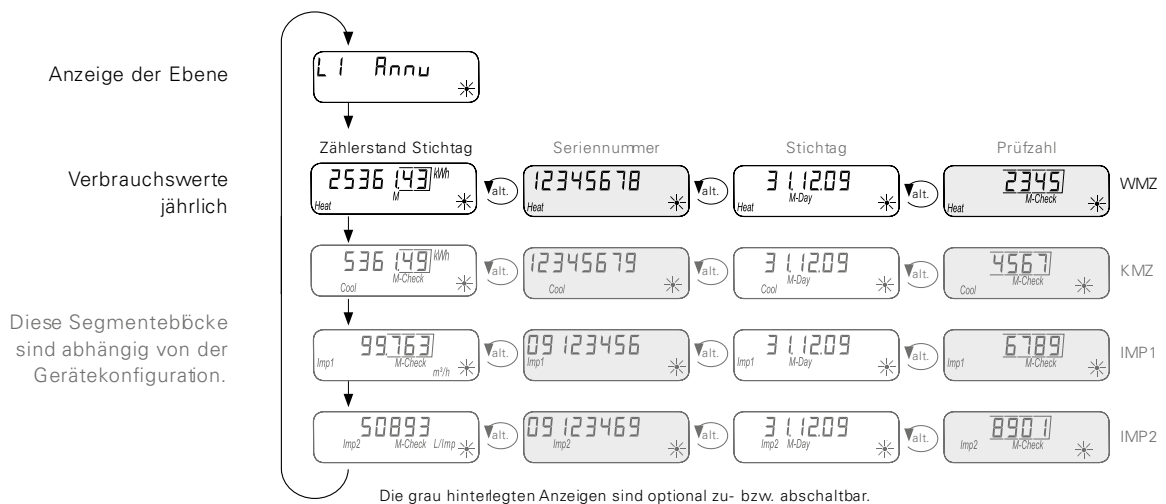 Anzeige der Ebene
L1 Annu
Zählerstand Stichtag Seriennummer Stichtag Prüfzahl
Verbrauchswerte
jährlich
25361,43 kWh M Heat alt. 12345678 Heat alt. 31.12.09 M-Day Heat alt. 2345 M-Check Heat WMZ
5361,49 kWh M-Check Cool alt. 12345679 Cool alt. 31.12.09 M-Day Cool alt. 4567 M-Check Cool KMZ
Diese Segmenteböcke
sind abhängig von der
Gerätekonfiguration.
99.763 M-Check Imp1 m³/h alt. 09123456 Imp1 alt. 31.12.09 M-Day Imp1 alt. 6789 M-Check Imp1 IMP1
50893 Imp2 M-Check L/Imp alt. 09123469 Imp2 alt. 31.12.09 Imp2 M-Day alt. 8901 Imp2 M-Check IMP2
Die grau hinterlegten Anzeigen sind optional zu- bzw. abschaltbar.